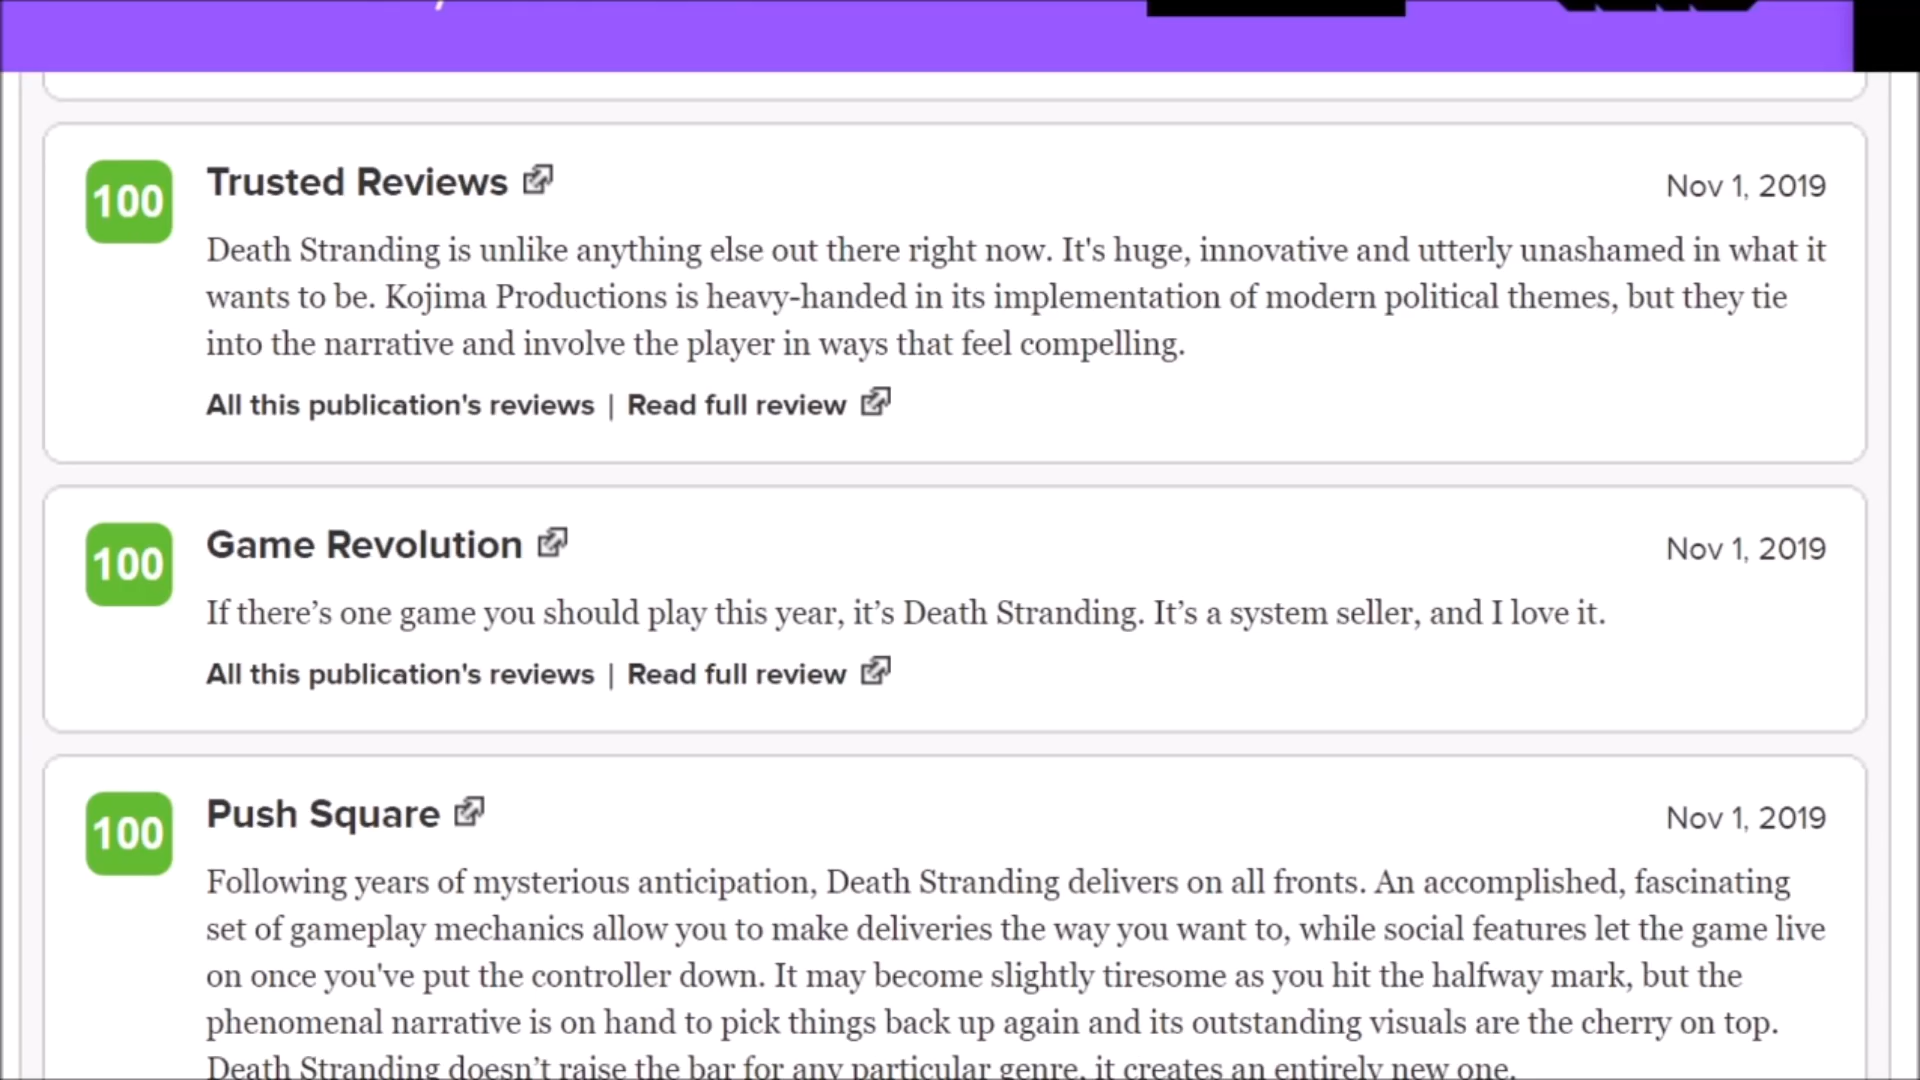 100
Trusted Reviews
Nov 1, 2019
Death Stranding is unlike anything else out there right now. It's huge, innovative and utterly unashamed in what it
wants to be. Kojima Productions is heavy-handed in its implementation of modern political themes, but they tie
into the narrative and involve the player in ways that feel compelling.
All this publication's reviews | Read full review
100
Game Revolution
Nov 1, 2019
If there’s one game you should play this year, it’s Death Stranding. It’s a system seller, and I love it.
All this publication's reviews | Read full review
100
Push Square
Nov 1, 2019
Following years of mysterious anticipation, Death Stranding delivers on all fronts. An accomplished, fascinating
set of gameplay mechanics allow you to make deliveries the way you want to, while social features let the game live
on once you've put the controller down. It may become slightly tiresome as you hit the halfway mark, but the
phenomenal narrative is on hand to pick things back up again and its outstanding visuals are the cherry on top.
Death Stranding doesn’t raise the bar for any particular genre, it creates an entirely new one.